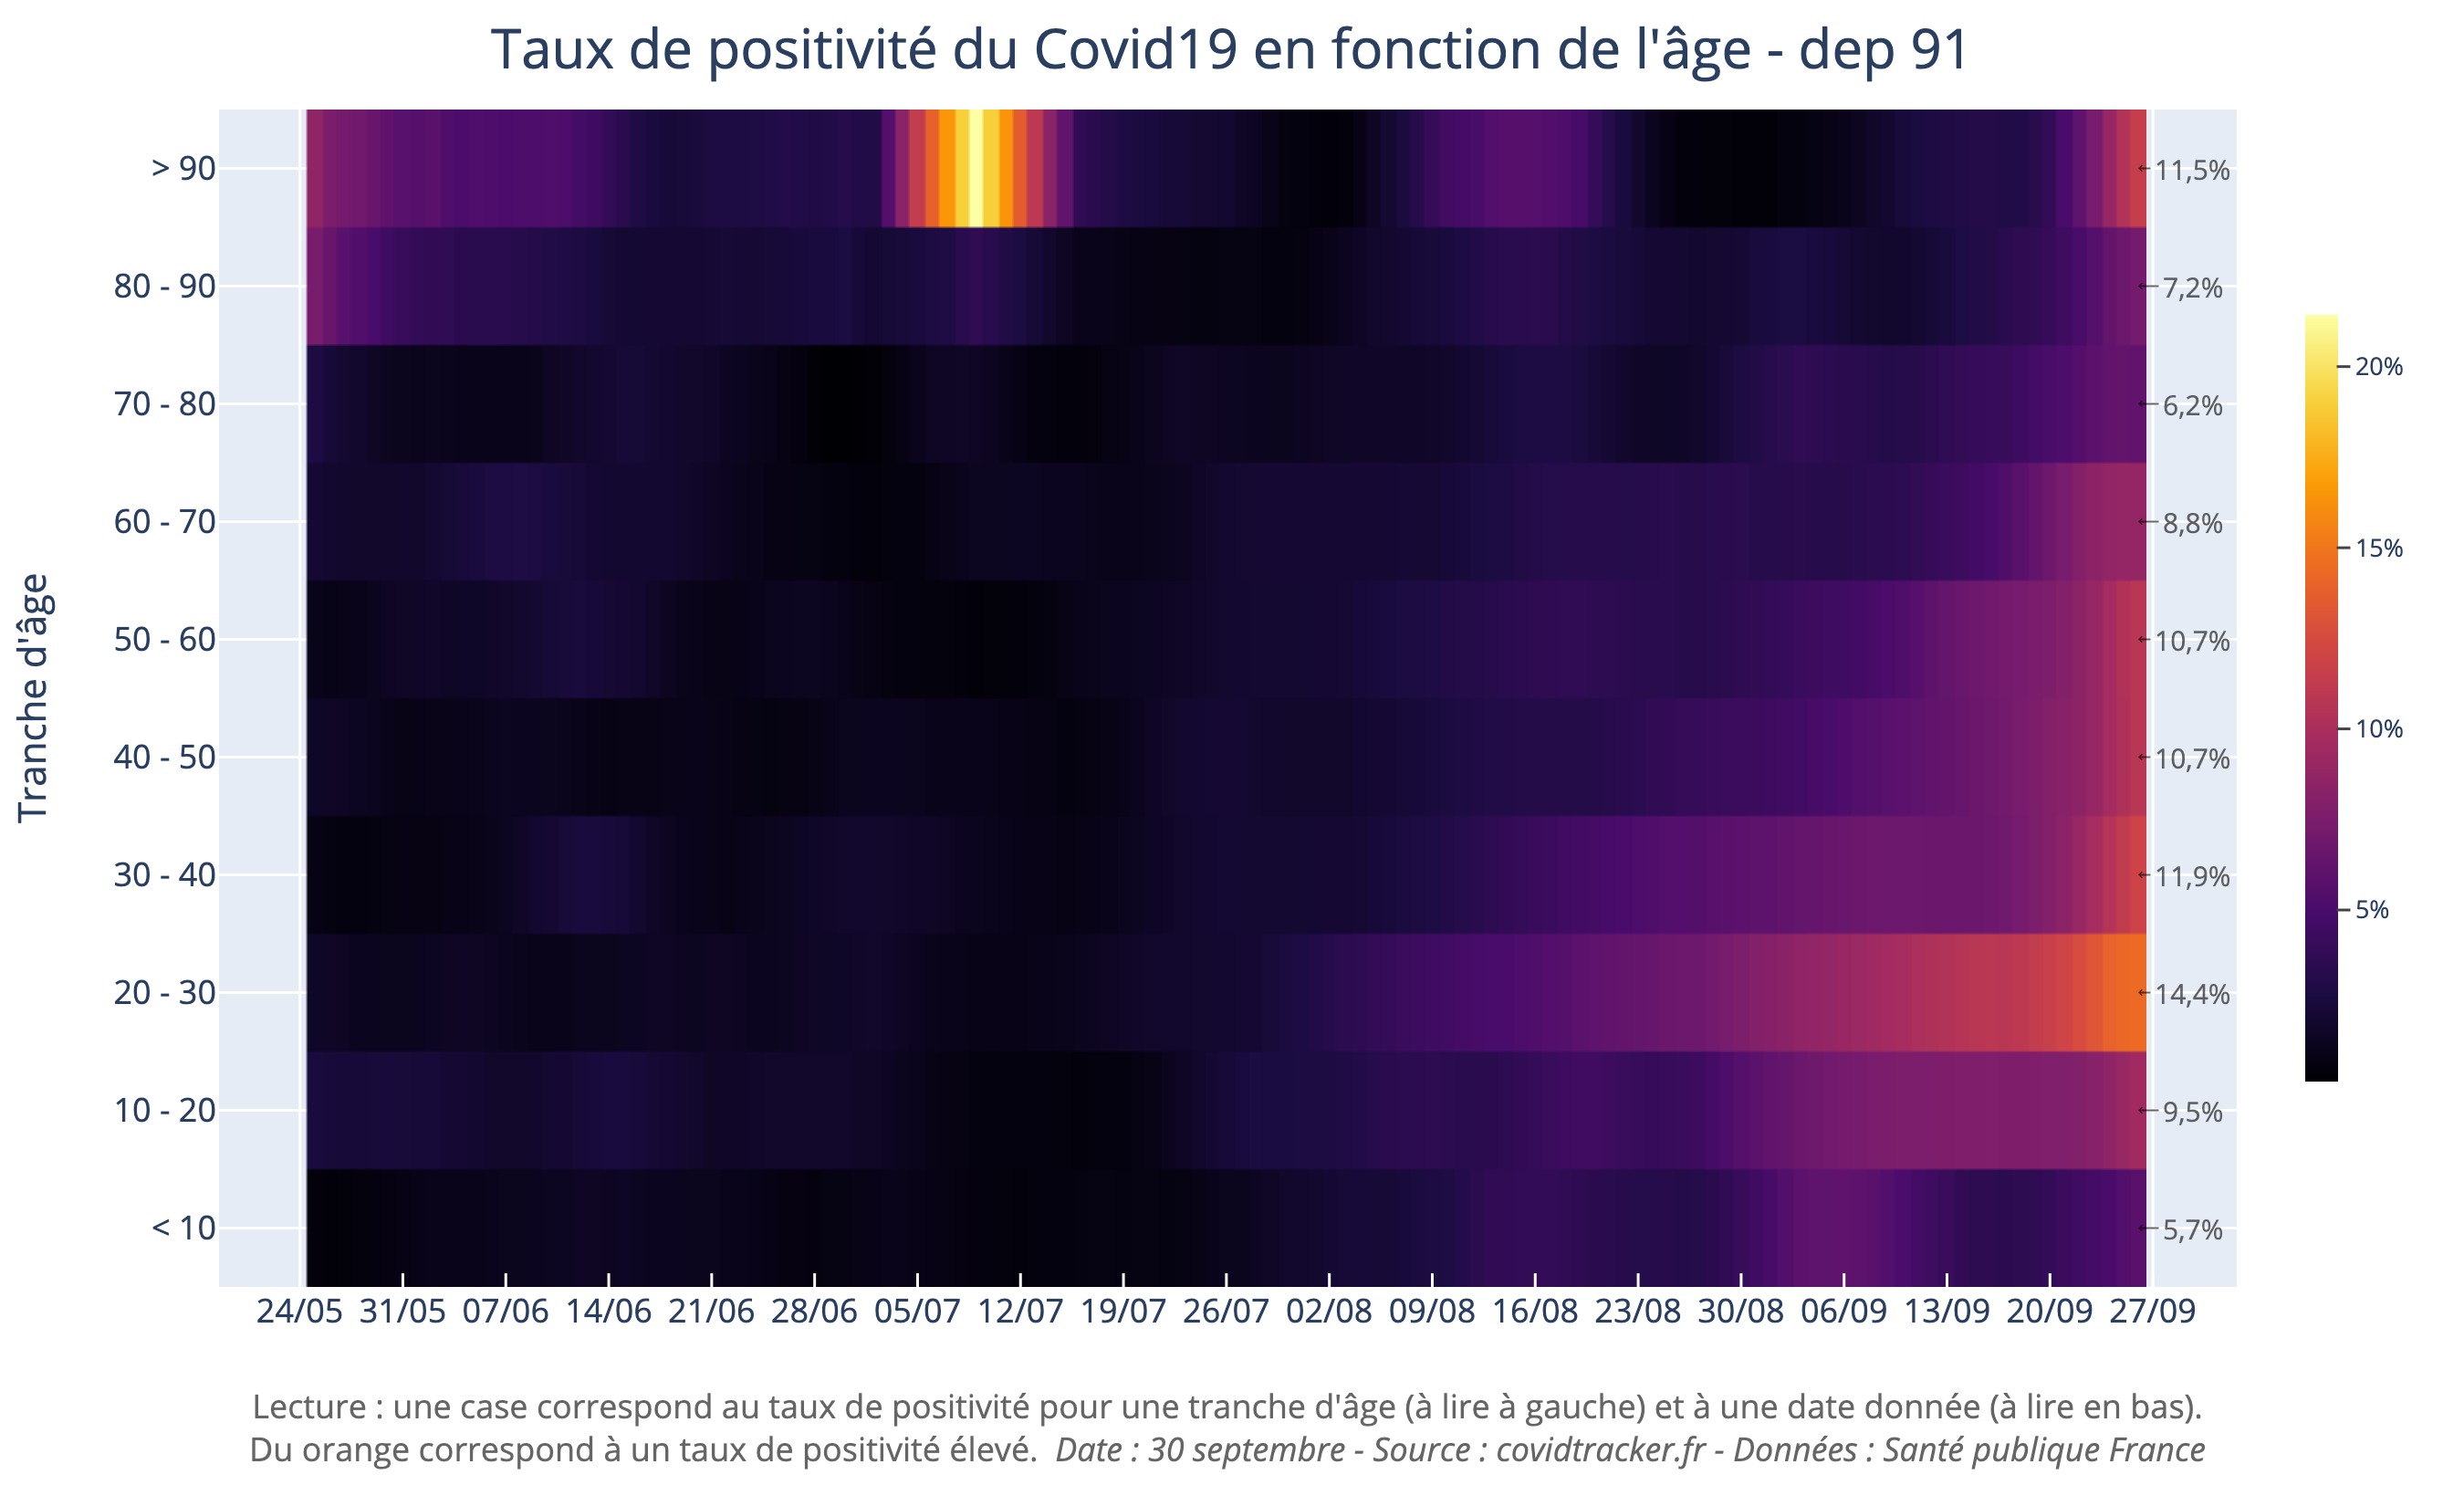 Taux de positivité du Covid19 en fonction de l'âge - dep 91
Tranche d'âge
> 90
80 - 90
70 - 80
60 - 70
50 - 60
40 - 50
30 - 40
20 - 30
10 - 20
< 10
11,5%
7,2%
6,2%
8,8%
10,7%
10,7%
11,9%
14,4%
9,5%
5,7%
20%
15%
10%
5%
24/05 31/05 07/06 14/06 21/06 28/06 05/07 12/07 19/07 26/07 02/08 09/08 16/08 23/08 30/08 06/09 13/09 20/09 27/09
Lecture : une case correspond au taux de positivité pour une tranche d'âge (à lire à gauche) et à une date donnée (à lire en bas).
Du orange correspond à un taux de positivité élevé. Date : 30 septembre - Source : covidtracker.fr - Données : Santé publique France